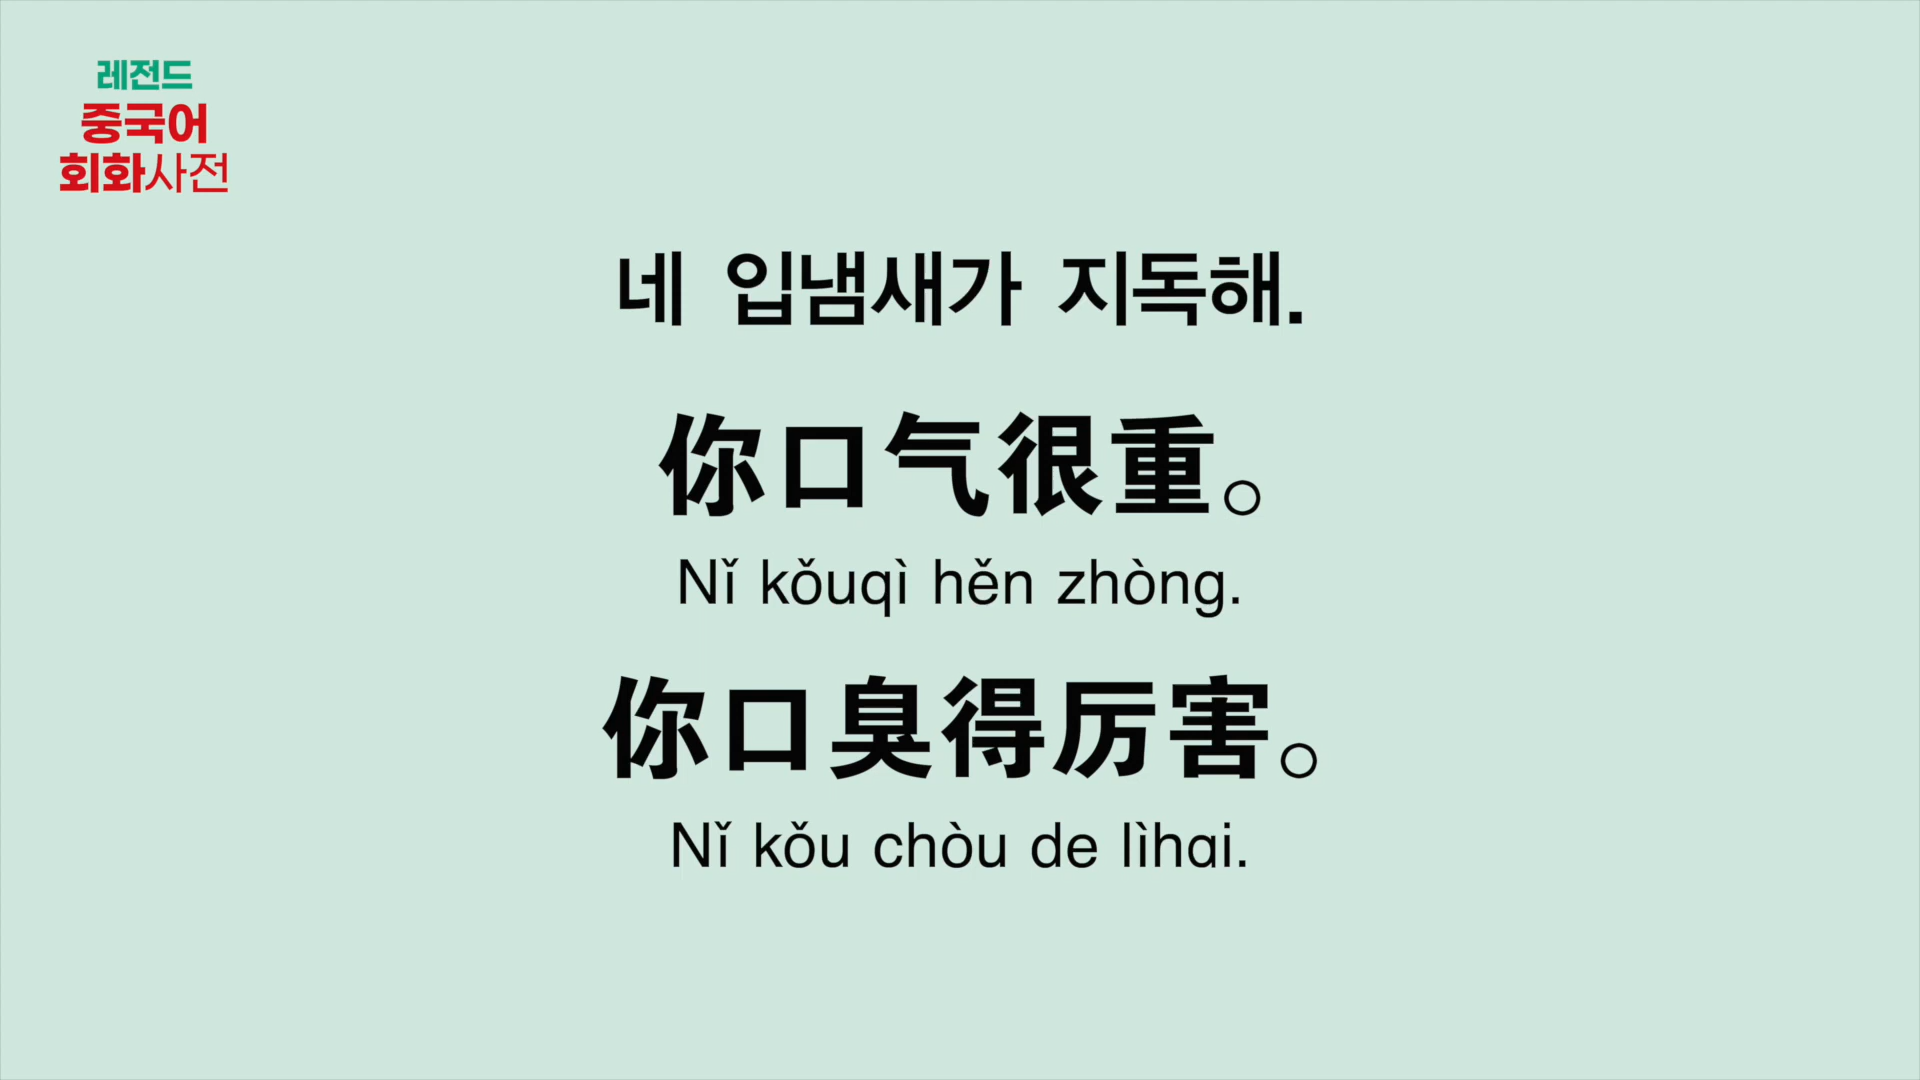 레전드
중국어
회화사전
네 입냄새가 지독해.
你口气很重。
Nǐ kǒuqì hěn zhòng.
你口臭得厉害。
Nǐ kǒu chòu de lìhai.